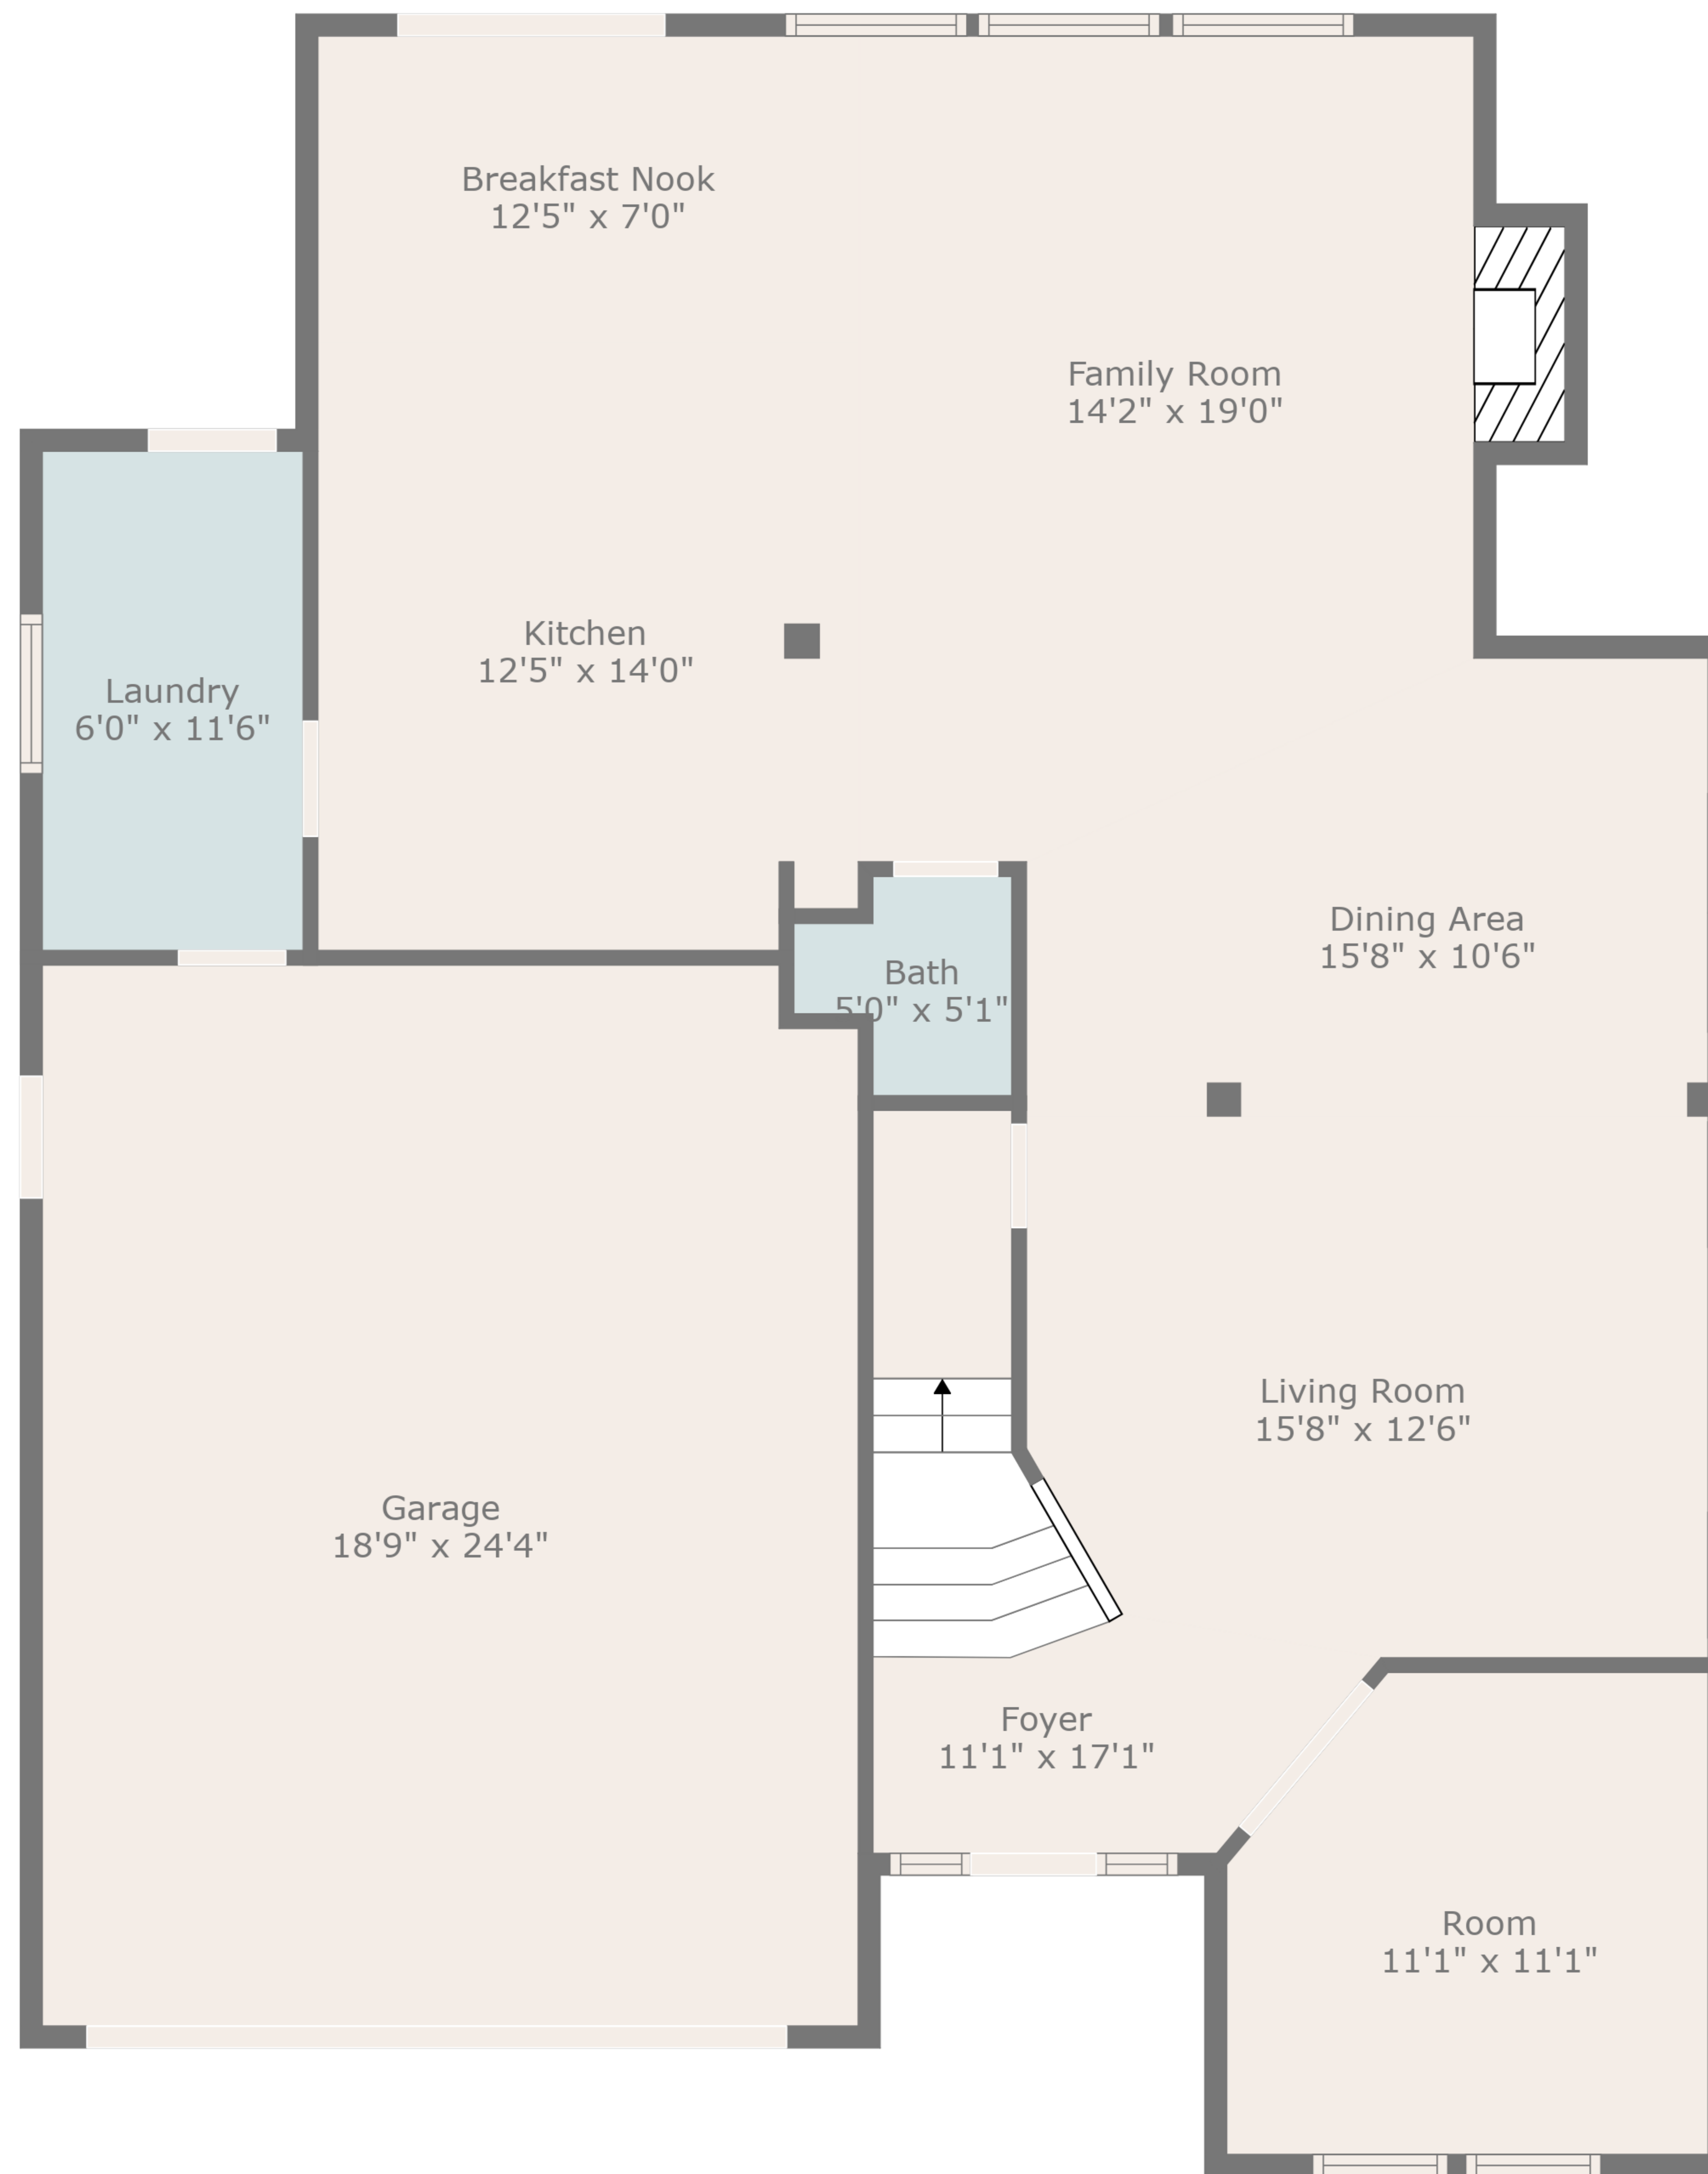 Breakfast Nook
12'5" x 7'0"
Family Room
14'2" x 19'0"
Kitchen
12'5" x 14'0"
Laundry
6'0" x 11'6"
Dining Area
15'8" x 10'6"
Bath
5'0" x 5'1"
Living Room
15'8" x 12'6"
Garage
18'9" x 24'4"
Foyer
11'1" x 17'1"
Room
11'1" x 11'1"